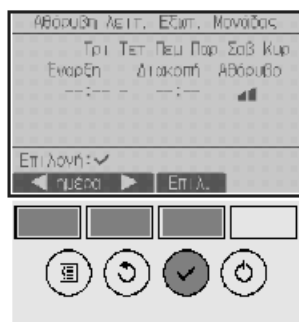 Αθόρυβη λειτ. Εξωτ. Μονάδας
Τρι Τετ Πεμ Παρ Σαβ Κυρ
Έναρξη Διακοπή Αθόρυβο
--:-- - --:--
Επιλογή:✓
◀ ημέρα ▶ Επιλ.